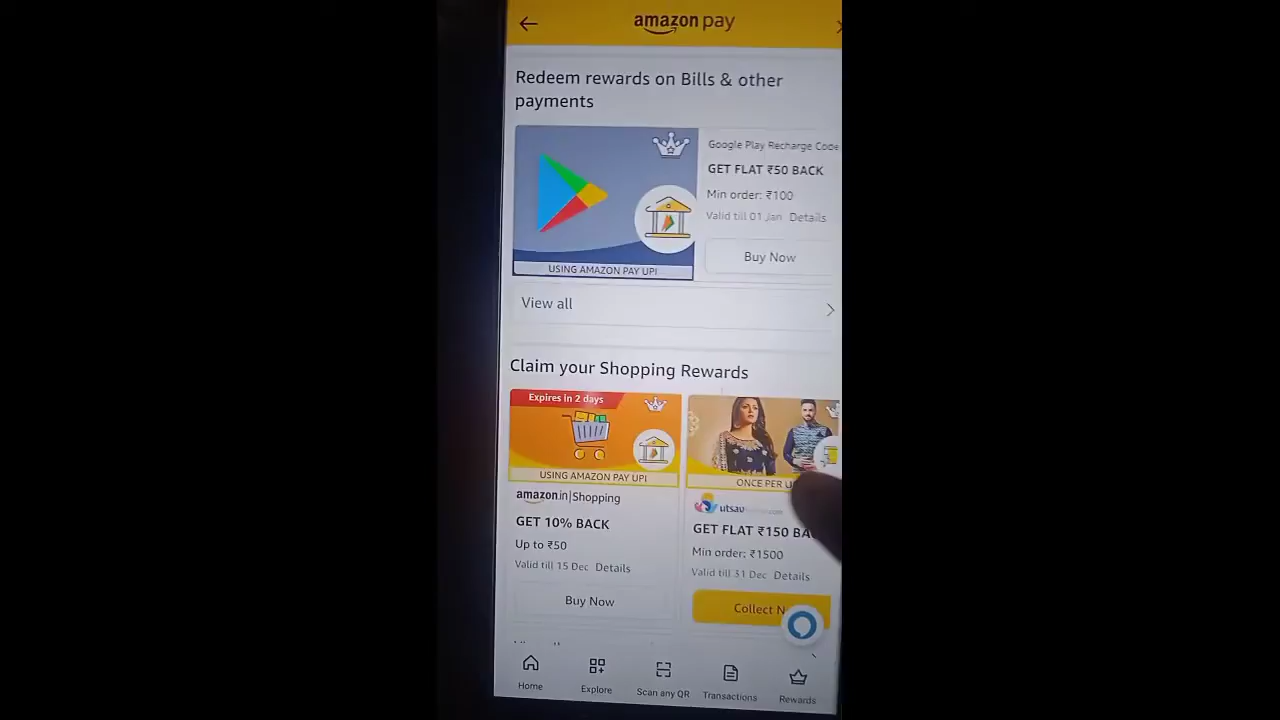 amazon pay
Redeem rewards on Bills & other
payments
Google Play Recharge Code
GET FLAT ₹50 BACK
Min order: ₹100
Valid till 01 Jan Details
Buy Now
USING AMAZON PAY UPI
View all
Claim your Shopping Rewards
Expires in 2 days
USING AMAZON PAY UPI
amazon.in|Shopping
GET 10% BACK
Up to ₹50
Valid till 15 Dec Details
Buy Now
ONCE PER
utsav
GET FLAT ₹150
Min order: ₹1500
Valid till 31 Dec Details
Collect
Home
Explore
Scan any QR
Transactions
Rewards